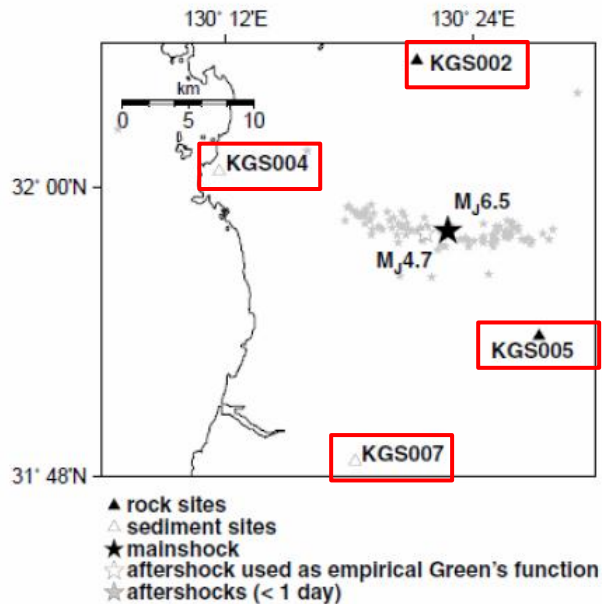 130° 12' 130° 24'
KGS002
km
0 5 10
KGS004
32° 00'
MJ6.5
MJ4.7
KGS005
KGS007
31° 48'N
rock sites
sediment sites
mainshock
aftershock used as empirical Green's function
aftershocks (< 1 day)